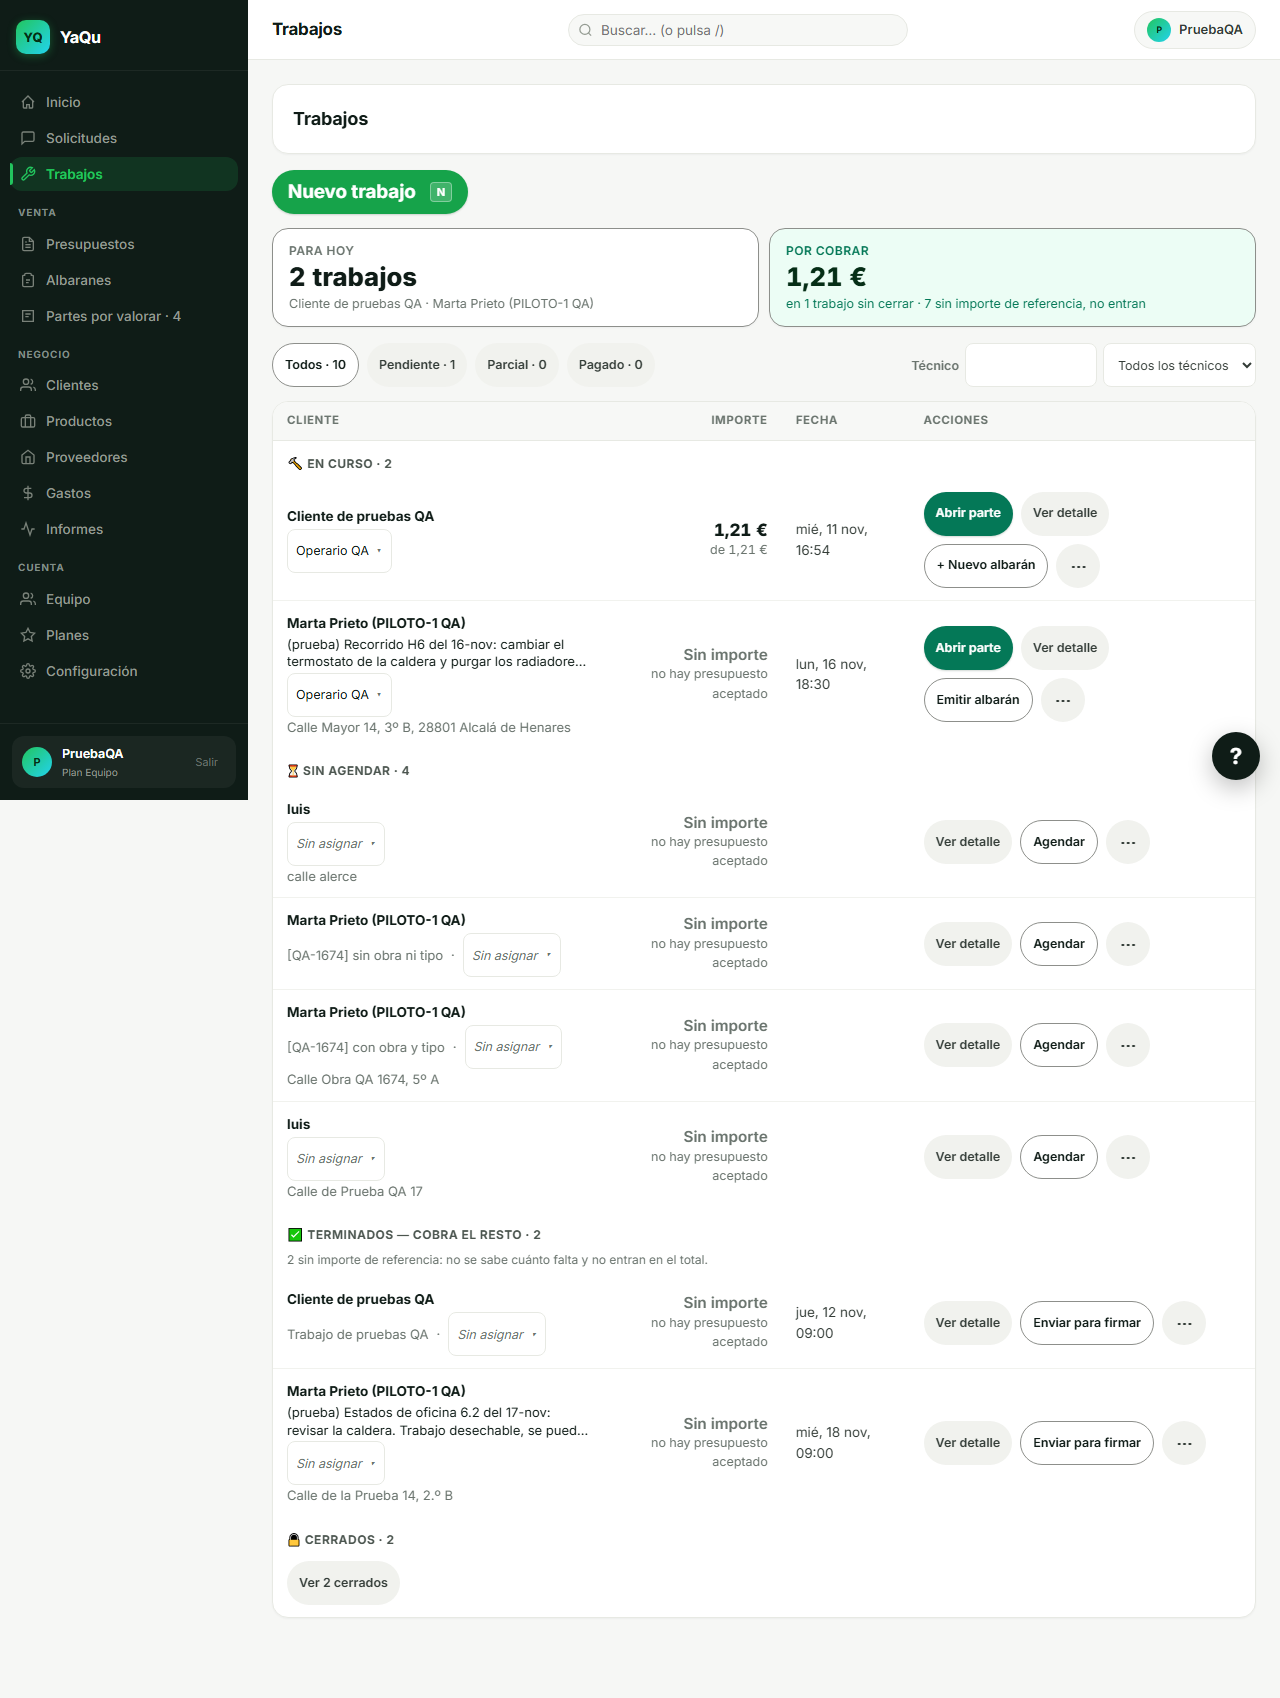 YQ YaQu
Inicio
Solicitudes
Trabajos
VENTA
Presupuestos
Albaranes
Partes por valorar · 4
NEGOCIO
Clientes
Productos
Proveedores
Gastos
Informes
CUENTA
Equipo
Planes
Configuración
P PruebaQA
Plan Equipo
Salir
Trabajos
Buscar... (o pulsa /)
P PruebaQA
Trabajos
Nuevo trabajo N
PARA HOY
2 trabajos
Cliente de pruebas QA · Marta Prieto (PILOTO-1 QA)
POR COBRAR
1,21 €
en 1 trabajo sin cerrar · 7 sin importe de referencia, no entran
Todos · 10 Pendiente · 1 Parcial · 0 Pagado · 0
Técnico Todos los técnicos
CLIENTE IMPORTE FECHA ACCIONES
🔨 EN CURSO · 2
Cliente de pruebas QA
Operario QA
1,21 €
de 1,21 €
mié, 11 nov,
16:54
Abrir parte Ver detalle
+ Nuevo albarán ···
Marta Prieto (PILOTO-1 QA)
(prueba) Recorrido H6 del 16-nov: cambiar el
termostato de la caldera y purgar los radiadore...
Operario QA
Calle Mayor 14, 3º B, 28801 Alcalá de Henares
Sin importe
no hay presupuesto
aceptado
lun, 16 nov,
18:30
Abrir parte Ver detalle
Emitir albarán ···
?
⏳ SIN AGENDAR · 4
luis
Sin asignar
calle alerce
Sin importe
no hay presupuesto
aceptado
Ver detalle Agendar ···
Marta Prieto (PILOTO-1 QA)
[QA-1674] sin obra ni tipo · Sin asignar
Sin importe
no hay presupuesto
aceptado
Ver detalle Agendar ···
Marta Prieto (PILOTO-1 QA)
[QA-1674] con obra y tipo · Sin asignar
Calle Obra QA 1674, 5º A
Sin importe
no hay presupuesto
aceptado
Ver detalle Agendar ···
luis
Sin asignar
Calle de Prueba QA 17
Sin importe
no hay presupuesto
aceptado
Ver detalle Agendar ···
✅ TERMINADOS — COBRA EL RESTO · 2
2 sin importe de referencia: no se sabe cuánto falta y no entran en el total.
Cliente de pruebas QA
Trabajo de pruebas QA · Sin asignar
Sin importe
no hay presupuesto
aceptado
jue, 12 nov,
09:00
Ver detalle Enviar para firmar ···
Marta Prieto (PILOTO-1 QA)
(prueba) Estados de oficina 6.2 del 17-nov:
revisar la caldera. Trabajo desechable, se pued...
Sin asignar
Calle de la Prueba 14, 2.º B
Sin importe
no hay presupuesto
aceptado
mié, 18 nov,
09:00
Ver detalle Enviar para firmar ···
🔒 CERRADOS · 2
Ver 2 cerrados